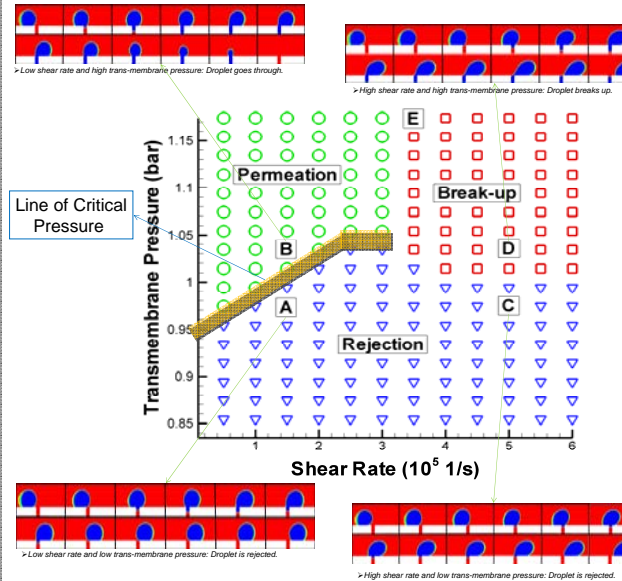 ➢Low shear rate and high trans-membrane pressure: Droplet goes through.
➢High shear rate and high trans-membrane pressure: Droplet breaks up.
Line of Critical
Pressure
Transmembrane Pressure (bar)
1.15
1.1
1.05
1
0.95
0.9
0.85
E
Permeation
Break-up
B
D
A
C
Rejection
1
2
3
4
5
6
Shear Rate (10⁵ 1/s)
➢Low shear rate and low trans-membrane pressure: Droplet is rejected.
➢High shear rate and low trans-membrane pressure: Droplet is rejected.